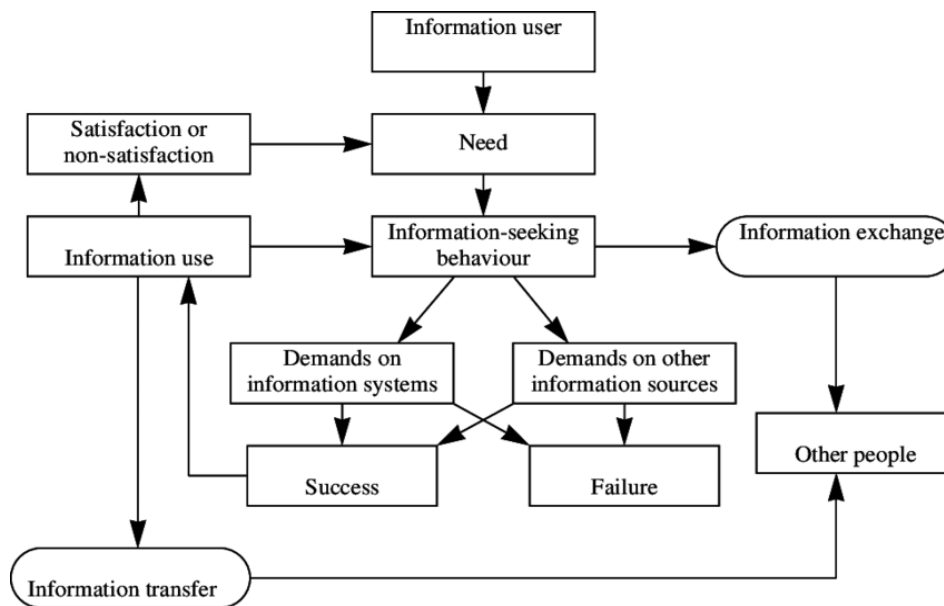 Information user
Satisfaction or
non-satisfaction
Need
Information use
Information-seeking
behaviour
Information exchange
Demands on
information systems
Demands on other
information sources
Success
Failure
Other people
Information transfer